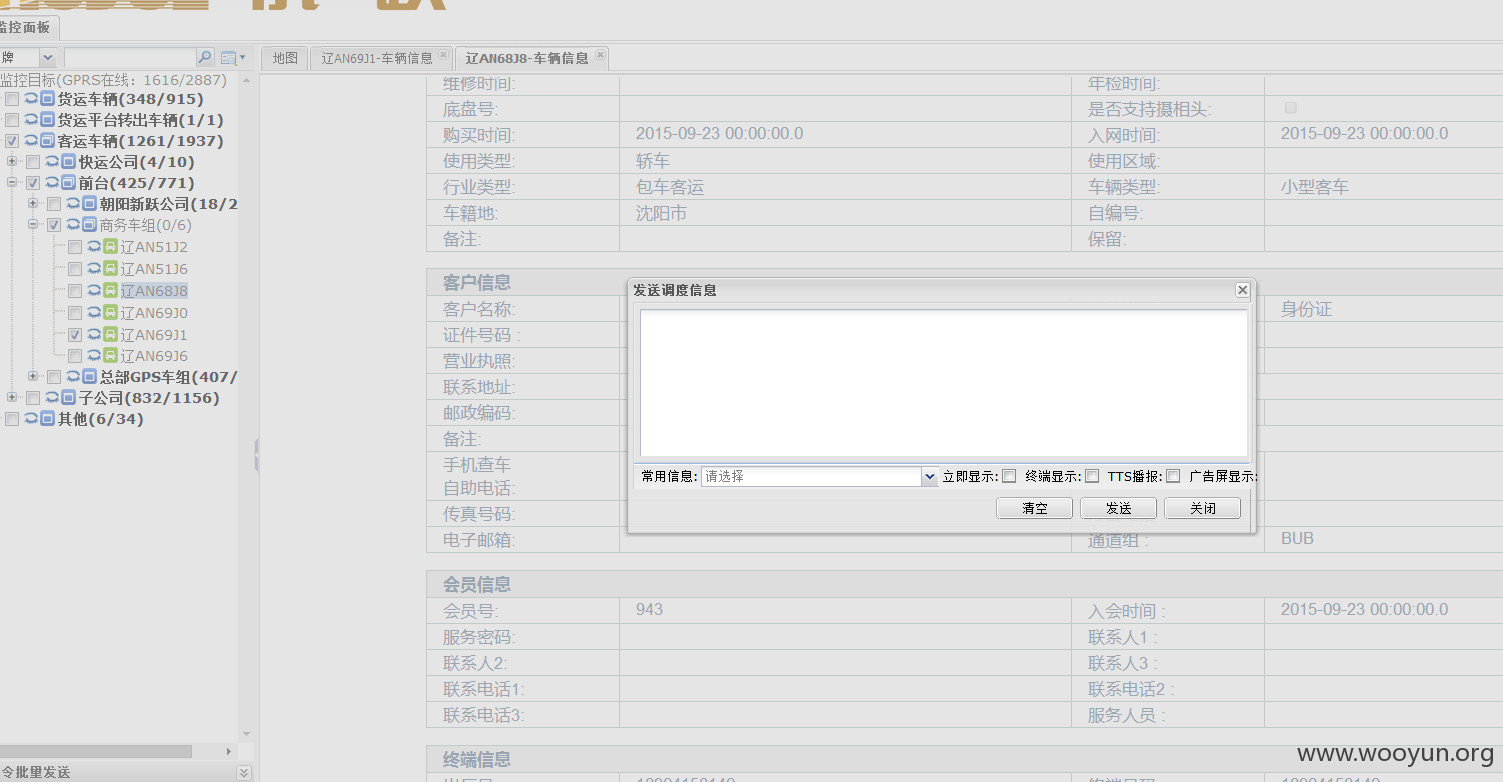 监控面板
牌
地图 辽AN69J1-车辆信息 辽AN68J8-车辆信息
监控目标(GPRS在线：1616/2887)
货运车辆(348/915)
货运平台转出车辆(1/1)
客运车辆(1261/1937)
快运公司(4/10)
前台(425/771)
朝阳新跃公司(18/2
商务车组(0/6)
辽AN51J2
辽AN51J6
辽AN68J8
辽AN69J0
辽AN69J1
辽AN69J6
总部GPS车组(407/
子公司(832/1156)
其他(6/34)
令批量发送
维修时间: 年检时间:
底盘号: 是否支持摄相头:
购买时间: 2015-09-23 00:00:00.0 入网时间: 2015-09-23 00:00:00.0
使用类型: 轿车 使用区域:
行业类型: 包车客运 车辆类型: 小型客车
车籍地: 沈阳市 自编号:
备注: 保留:
客户信息
客户名称: 身份证
证件号码 :
营业执照:
联系地址:
邮政编码:
备注:
手机查车
自助电话:
传真号码:
电子邮箱: 通道组 : BUB
发送调度信息
常用信息: 请选择 立即显示: 终端显示: TTS播报: 广告屏显示:
清空 发送 关闭
会员信息
会员号: 943 入会时间 : 2015-09-23 00:00:00.0
服务密码: 联系人1 :
联系人2: 联系人3 :
联系电话1: 联系电话2 :
联系电话3: 服务人员 :
终端信息
www.wooyun.org